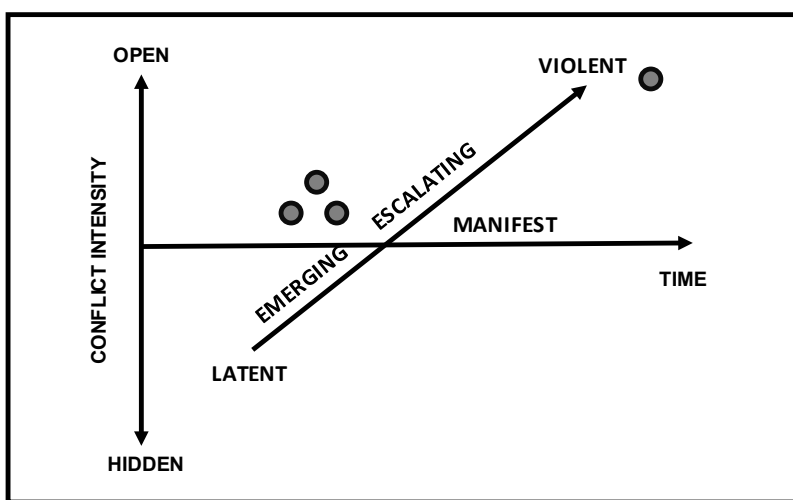 OPEN
VIOLENT
CONFLICT INTENSITY
ESCALATING
MANIFEST
EMERGING
TIME
LATENT
HIDDEN